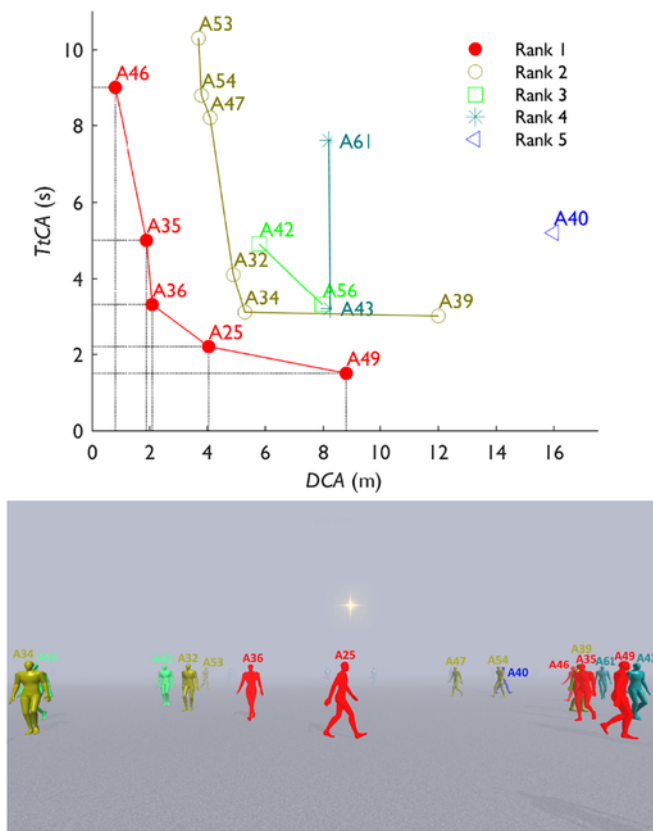 10
8
6
4
2
0
TtCA (s)
A53
A46
A54
A47
A61
A35
A42
A40
A32
A36
A34
A56
A43
A39
A25
A49
Rank 1
Rank 2
Rank 3
Rank 4
Rank 5
0 2 4 6 8 10 12 14 16
DCA (m)
A34
A42 A32 A53
A36
A25
A47 A54 A40
A46 A39 A35 A61 A49 A43